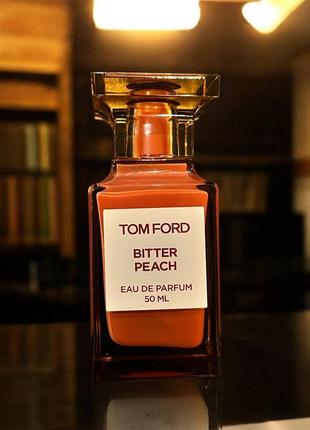 TOM FORD
BITTER
PEACH
EAU DE PARFUM
50 ML